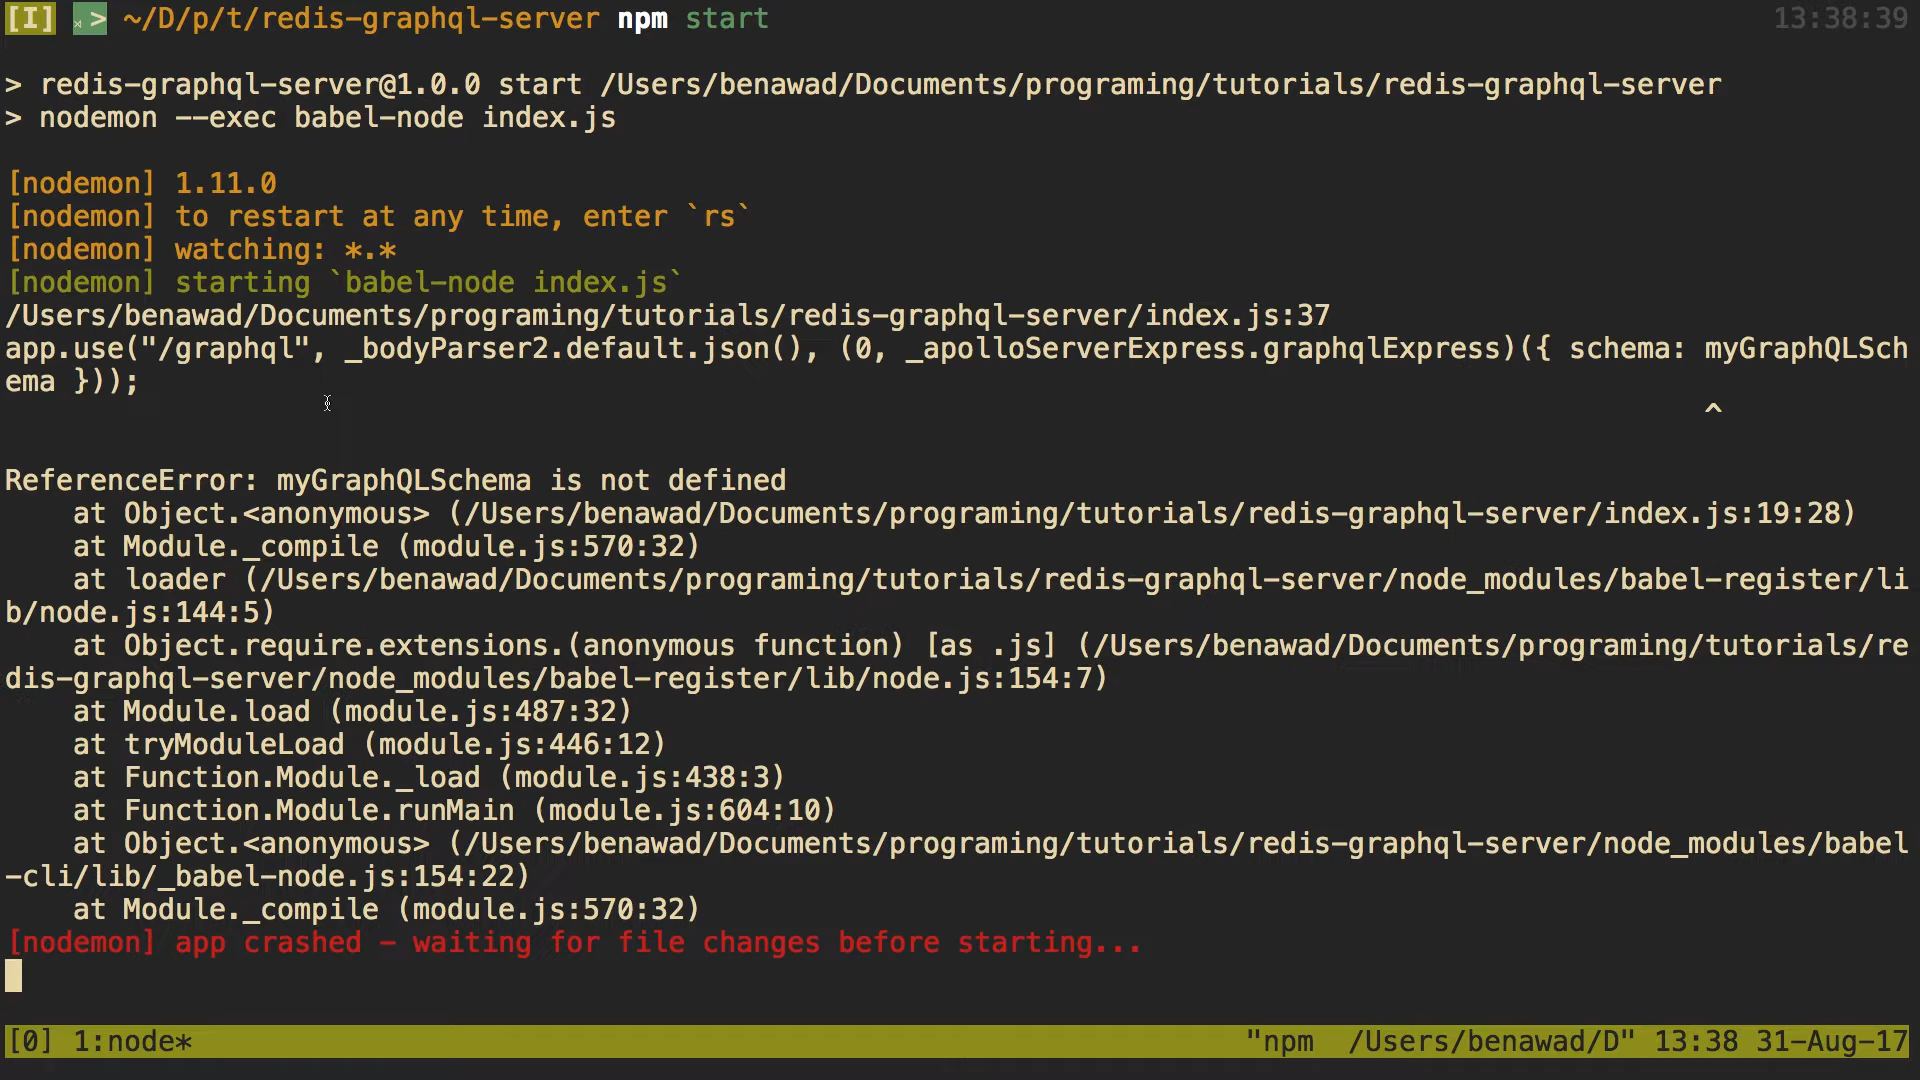 [I] > ~/D/p/t/redis-graphql-server npm start 13:38:39
> redis-graphql-server@1.0.0 start /Users/benawad/Documents/programing/tutorials/redis-graphql-server
> nodemon --exec babel-node index.js
[nodemon] 1.11.0
[nodemon] to restart at any time, enter `rs`
[nodemon] watching: *.*
[nodemon] starting `babel-node index.js`
/Users/benawad/Documents/programing/tutorials/redis-graphql-server/index.js:37
app.use("/graphql", _bodyParser2.default.json(), (0, _apolloServerExpress.graphqlExpress)({ schema: myGraphQLSch
ema }));
^
ReferenceError: myGraphQLSchema is not defined
at Object.<anonymous> (/Users/benawad/Documents/programing/tutorials/redis-graphql-server/index.js:19:28)
at Module._compile (module.js:570:32)
at loader (/Users/benawad/Documents/programing/tutorials/redis-graphql-server/node_modules/babel-register/li
b/node.js:144:5)
at Object.require.extensions.(anonymous function) [as .js] (/Users/benawad/Documents/programing/tutorials/re
dis-graphql-server/node_modules/babel-register/lib/node.js:154:7)
at Module.load (module.js:487:32)
at tryModuleLoad (module.js:446:12)
at Function.Module._load (module.js:438:3)
at Function.Module.runMain (module.js:604:10)
at Object.<anonymous> (/Users/benawad/Documents/programing/tutorials/redis-graphql-server/node_modules/babel
-cli/lib/_babel-node.js:154:22)
at Module._compile (module.js:570:32)
[nodemon] app crashed - waiting for file changes before starting...
[0] 1:node* "npm  /Users/benawad/D" 13:38 31-Aug-17